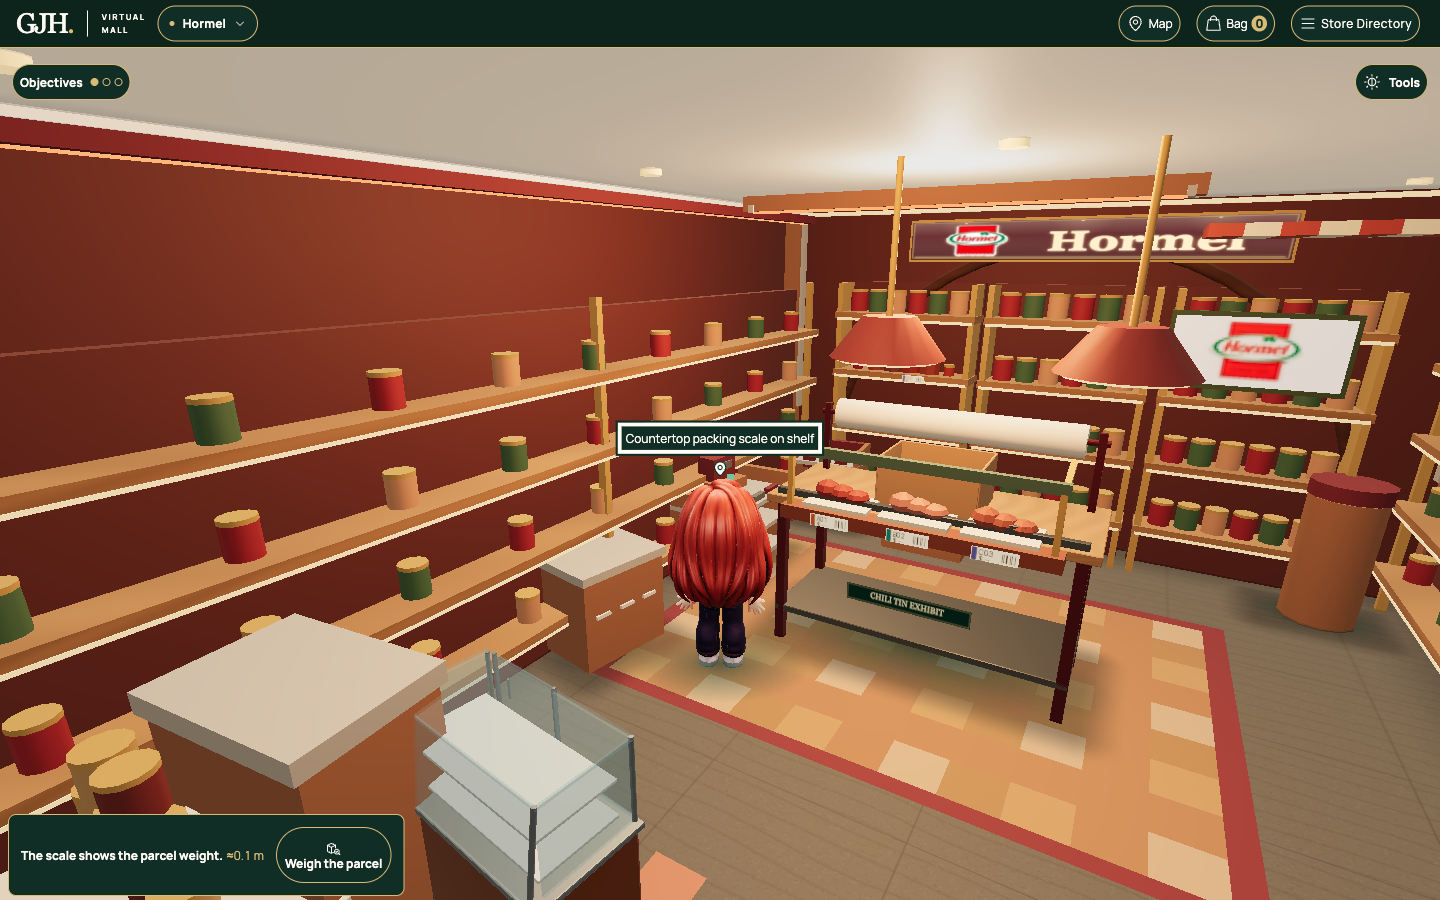 GJH.
VIRTUAL
MALL
Hormel
Map
Bag 0
Store Directory
Objectives
Tools
Hormel
Hormel
Hormel
Countertop packing scale on shelf
CHILI TIN EXHIBIT
The scale shows the parcel weight. ≈0.1 m
Weigh the parcel